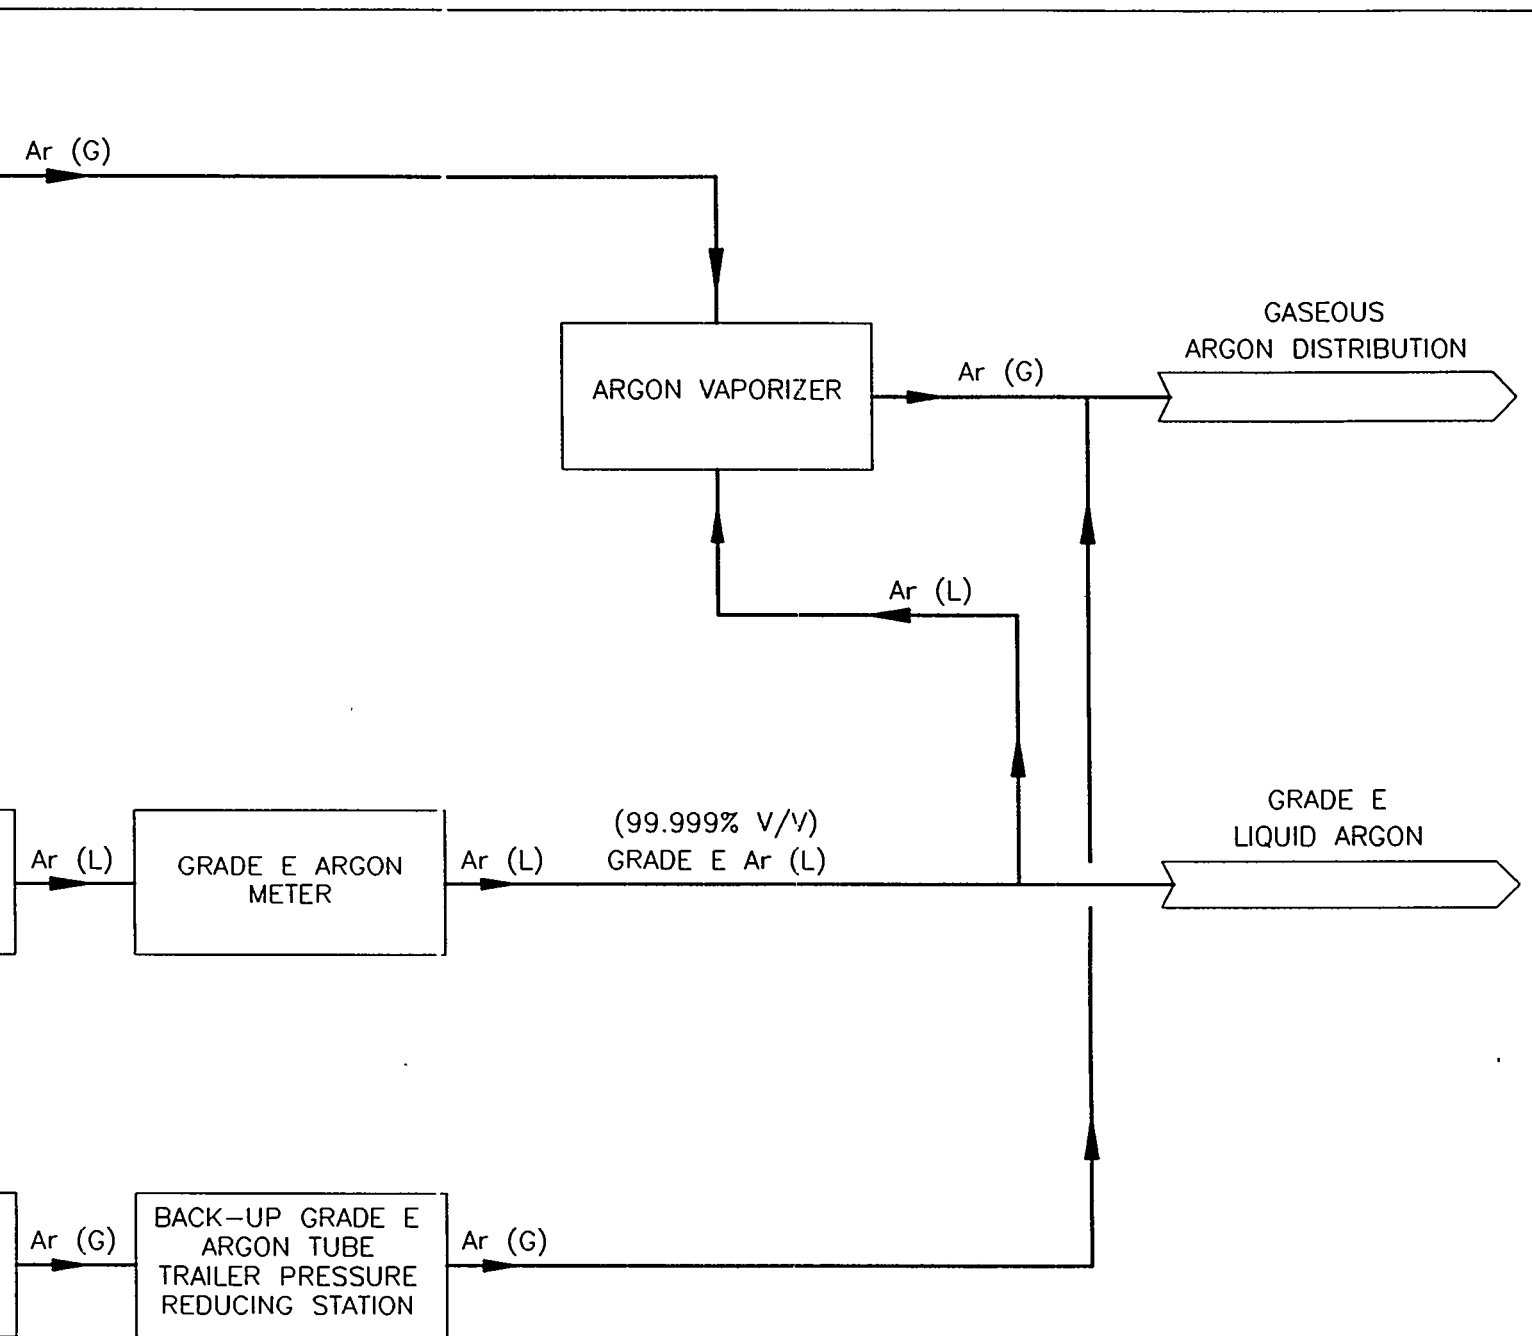 Ar (G)
GASEOUS
ARGON DISTRIBUTION
Ar (G)
ARGON VAPORIZER
Ar (L)
(99.999% V/V)
GRADE E Ar (L)
GRADE E
LIQUID ARGON
Ar (L)
GRADE E ARGON
METER
Ar (L)
Ar (G)
BACK-UP GRADE E
ARGON TUBE
TRAILER PRESSURE
REDUCING STATION
Ar (G)